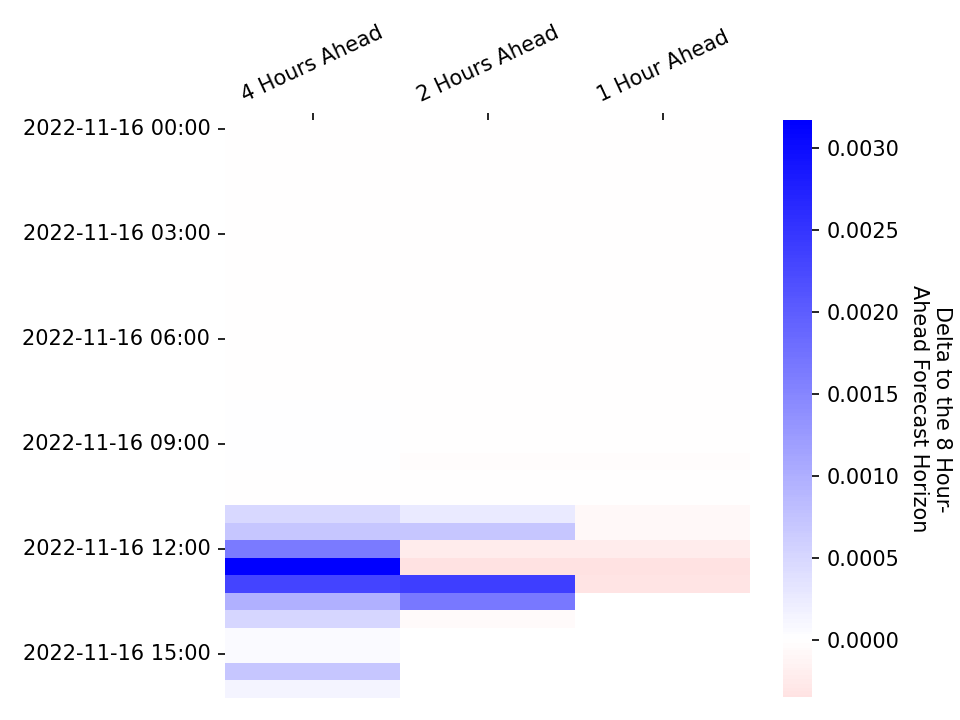 4 Hours Ahead
2 Hours Ahead
1 Hour Ahead
2022-11-16 00:00
2022-11-16 03:00
2022-11-16 06:00
2022-11-16 09:00
2022-11-16 12:00
2022-11-16 15:00
0.0030
0.0025
0.0020
0.0015
0.0010
0.0005
0.0000
Delta to the 8 Hour-
Ahead Forecast Horizon